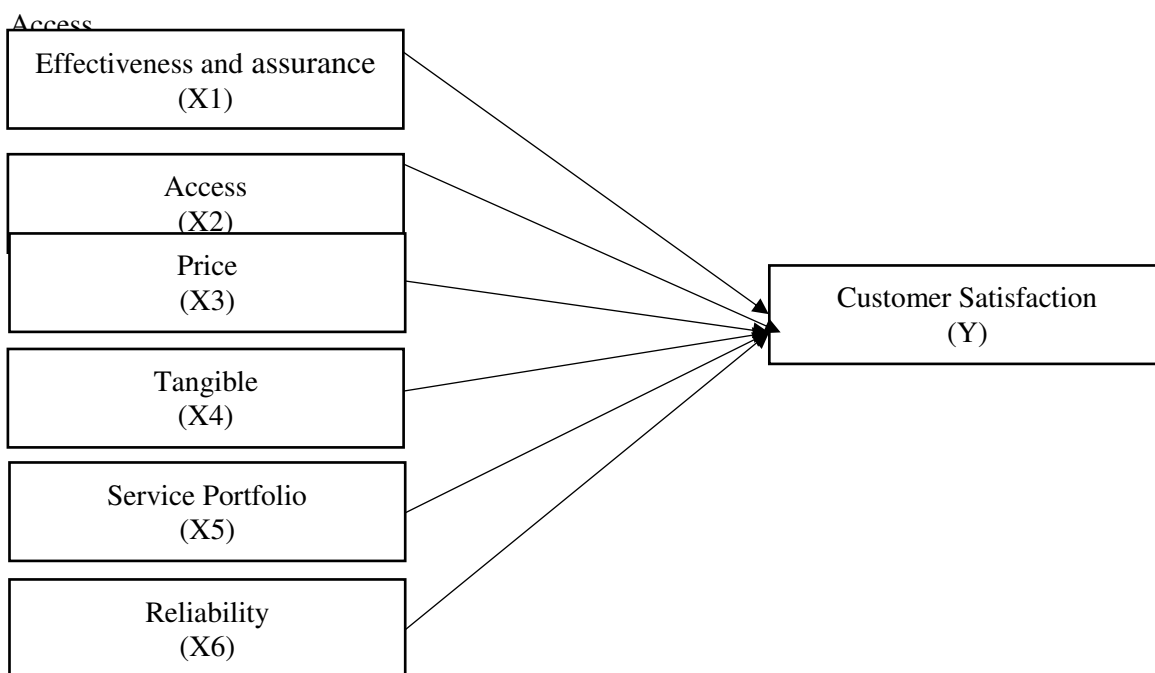 Access
Effectiveness and assurance
(X1)
Access
(X2)
Price
(X3)
Customer Satisfaction
(Y)
Tangible
(X4)
Service Portfolio
(X5)
Reliability
(X6)